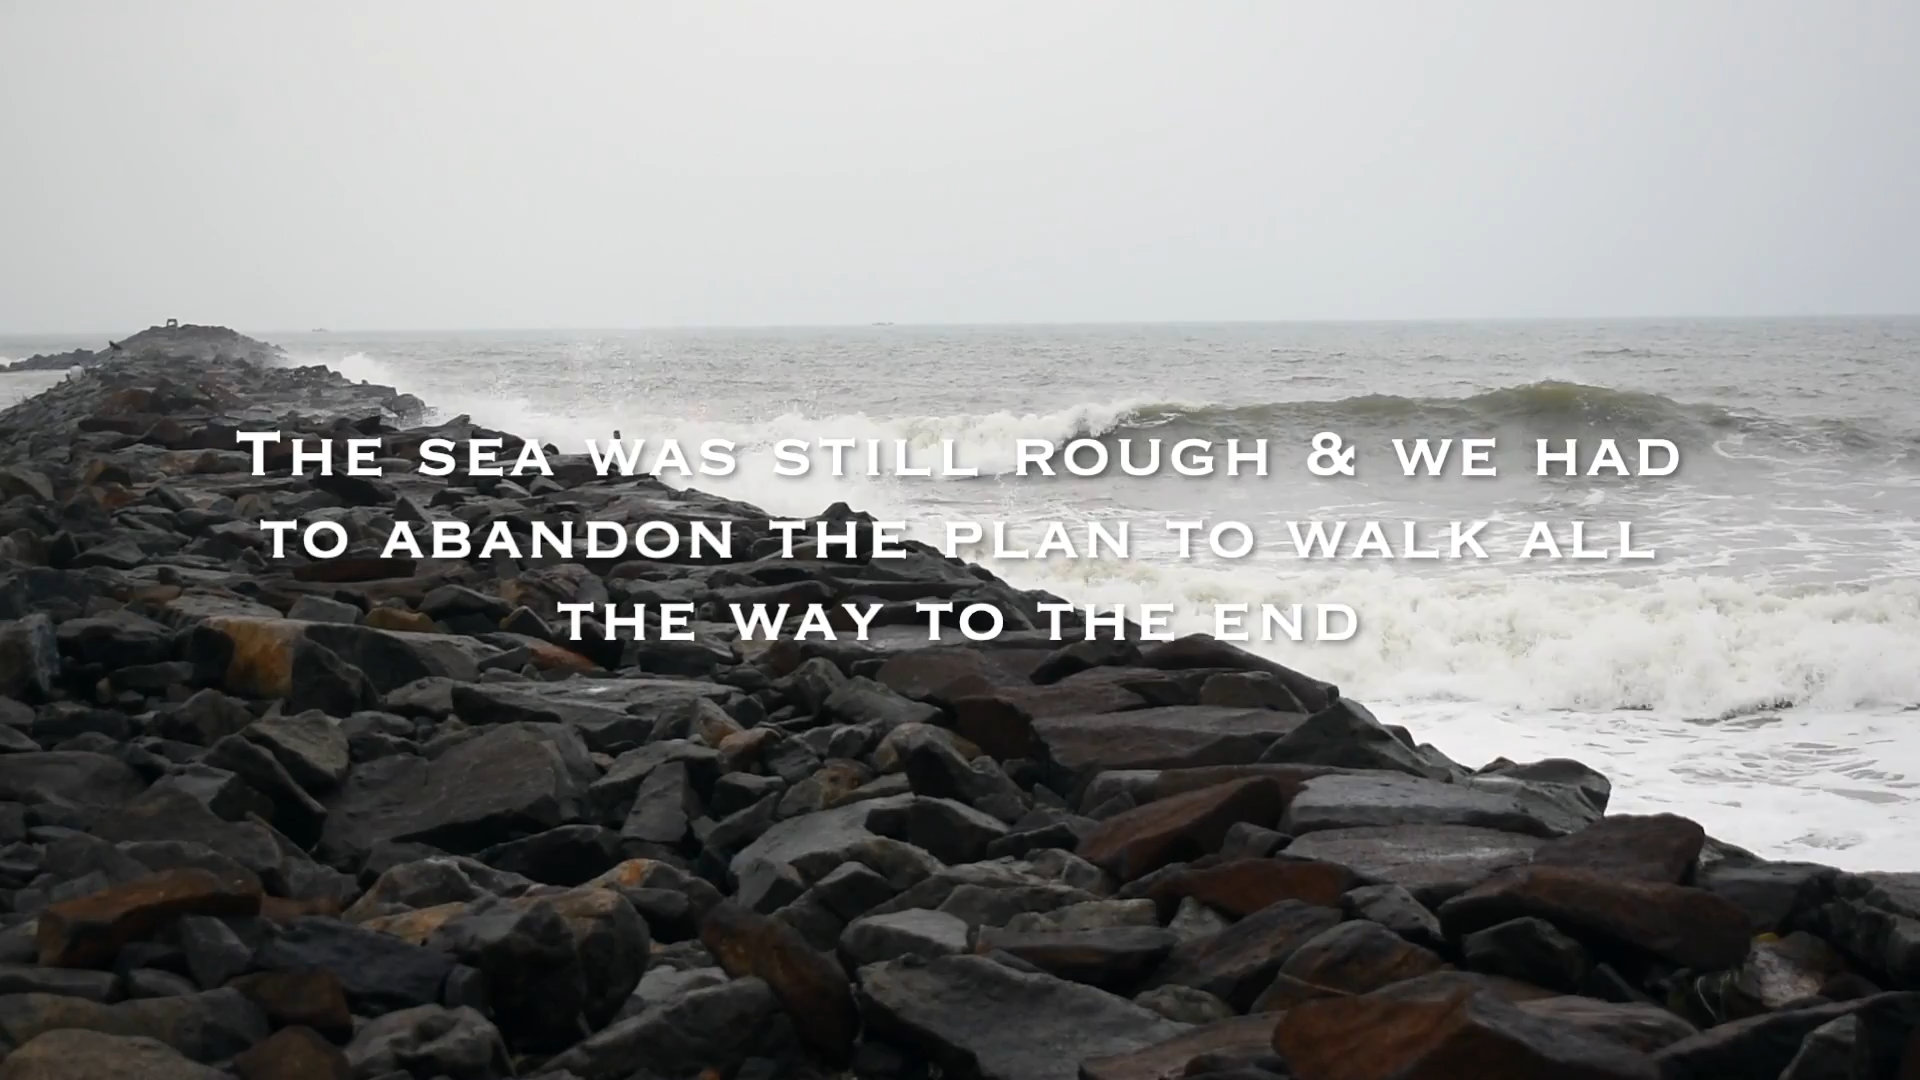 The sea was still rough & we had
to abandon the plan to walk all
the way to the end